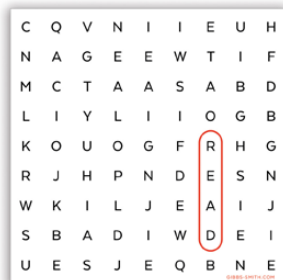 C Q V N I I E U H
N A G E E W T I F
M C T A A S A B D
L I Y L I I O G B
K O U O G F R H G
R J H P N D E S N
W K I L J E A I J
S B A D I W D E I
U E S J E Q B N E
GIBBS-SMITH.COM